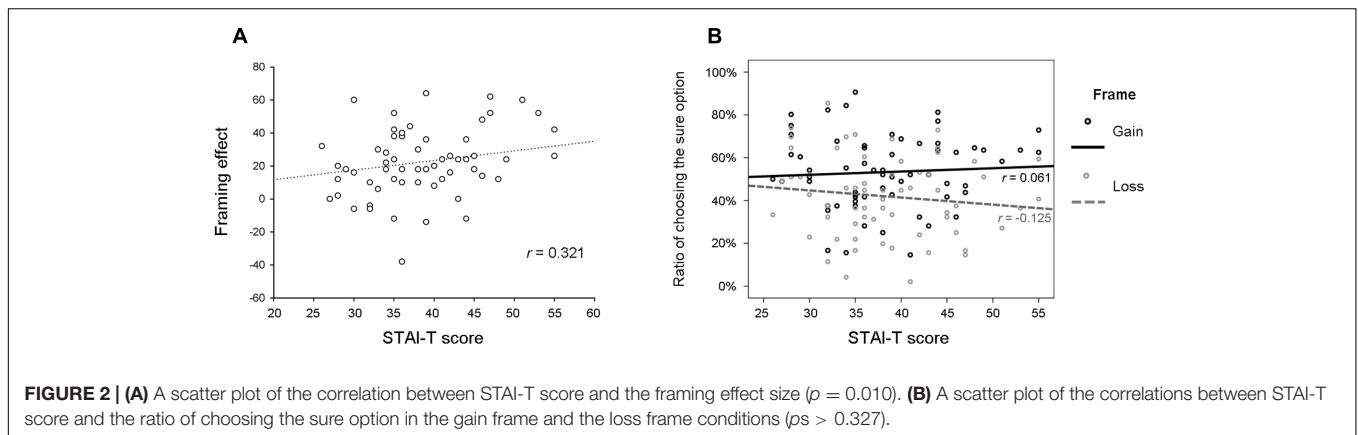 A
80
60
40
20
0
-20
-40
-60
20 25 30 35 40 45 50 55 60
Framing effect
STAI-T score
r = 0.321
B
100%
80%
60%
40%
20%
0%
25 30 35 40 45 50 55
Ratio of choosing the sure option
STAI-T score
r = 0.061
r = -0.125
Frame
Gain
Loss
FIGURE 2 | (A) A scatter plot of the correlation between STAI-T score and the framing effect size (p = 0.010). (B) A scatter plot of the correlations between STAI-T
score and the ratio of choosing the sure option in the gain frame and the loss frame conditions (ps > 0.327).